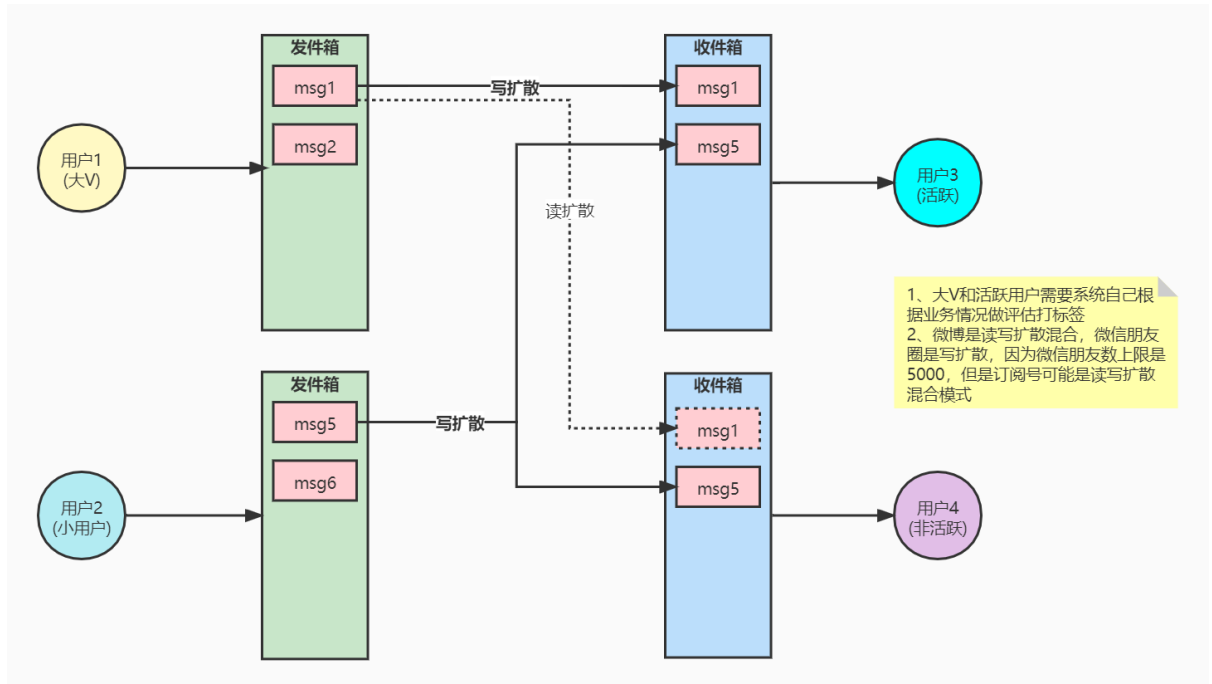 发件箱
msg1
msg2
写扩散
收件箱
msg1
msg5
用户1
(大V)
用户3
(活跃)
读扩散
1、大V和活跃用户需要系统自己根
据业务情况做评估打标签
2、微博是读写扩散混合，微信朋友
圈是写扩散，因为微信朋友数上限是
5000，但是订阅号可能是读写扩散
混合模式
发件箱
msg5
msg6
写扩散
收件箱
msg1
msg5
用户2
(小用户)
用户4
(非活跃)